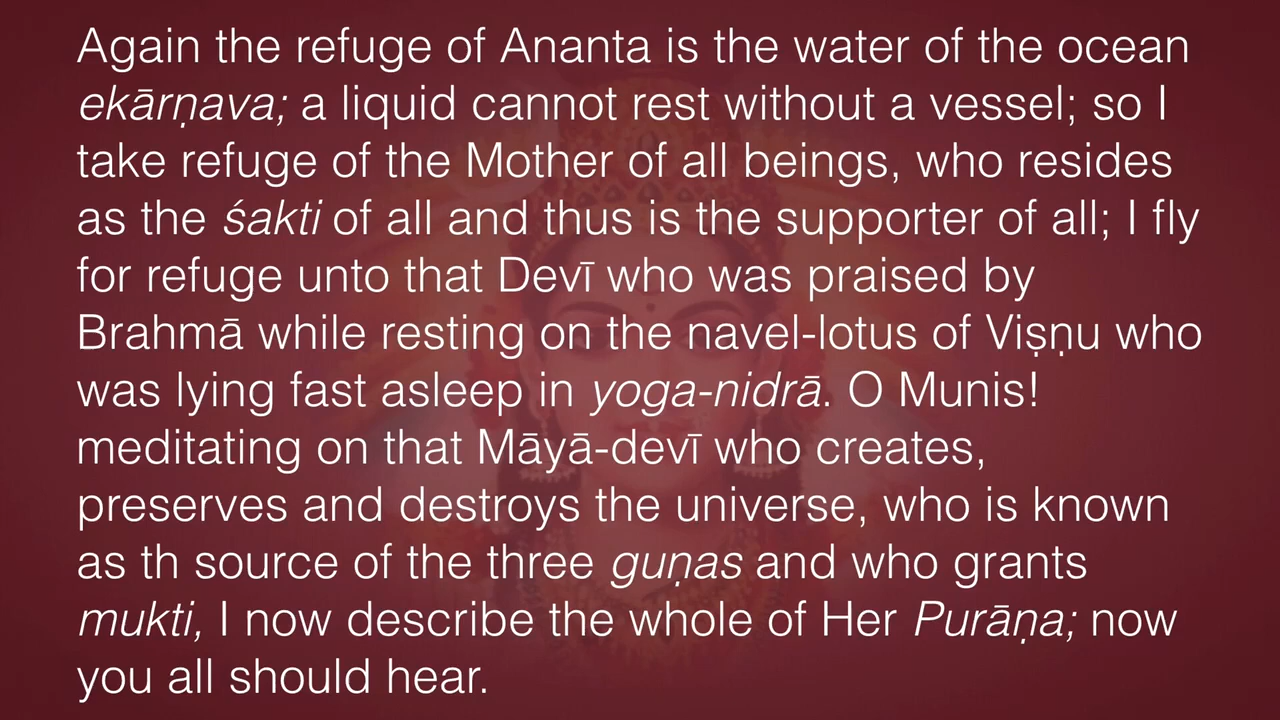 Again the refuge of Ananta is the water of the ocean
ekārṇava; a liquid cannot rest without a vessel; so I
take refuge of the Mother of all beings, who resides
as the śakti of all and thus is the supporter of all; I fly
for refuge unto that Devī who was praised by
Brahmā while resting on the navel-lotus of Viṣṇu who
was lying fast asleep in yoga-nidrā. O Munis!
meditating on that Māyā-devī who creates,
preserves and destroys the universe, who is known
as th source of the three guṇas and who grants
mukti, I now describe the whole of Her Purāṇa; now
you all should hear.